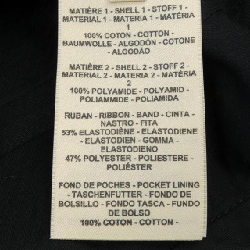 MATIÈRE 1 - SHELL 1 - STOFF 1 -
MATERIAL 1 - MATERIA 1 - MATÉRIA
1
100% COTON - COTTON -
BAUMWOLLE - ALGODÓN - COTONE
- ALGODÃO
MATIÈRE 2 - SHELL 2 - STOFF 2 -
MATERIAL 2 - MATERIA 2 - MATÉRIA
2
100% POLYAMIDE - POLYAMID -
POLIAMMIDE - POLIAMIDA
RUBAN - RIBBON - BAND - CINTA -
NASTRO - FITA
53% ELASTODIÈNE - ELASTODIENE
- ELASTODIEN - GOMMA -
ELASTODIENO
47% POLYESTER - POLIESTERE -
POLIÉSTER
FOND DE POCHES - POCKET LINING
- TASCHENFUTTER - FONDO DE
BOLSILLO - FONDO TASCA - FUNDO
DE BOLSO
100% COTON - COTTON -